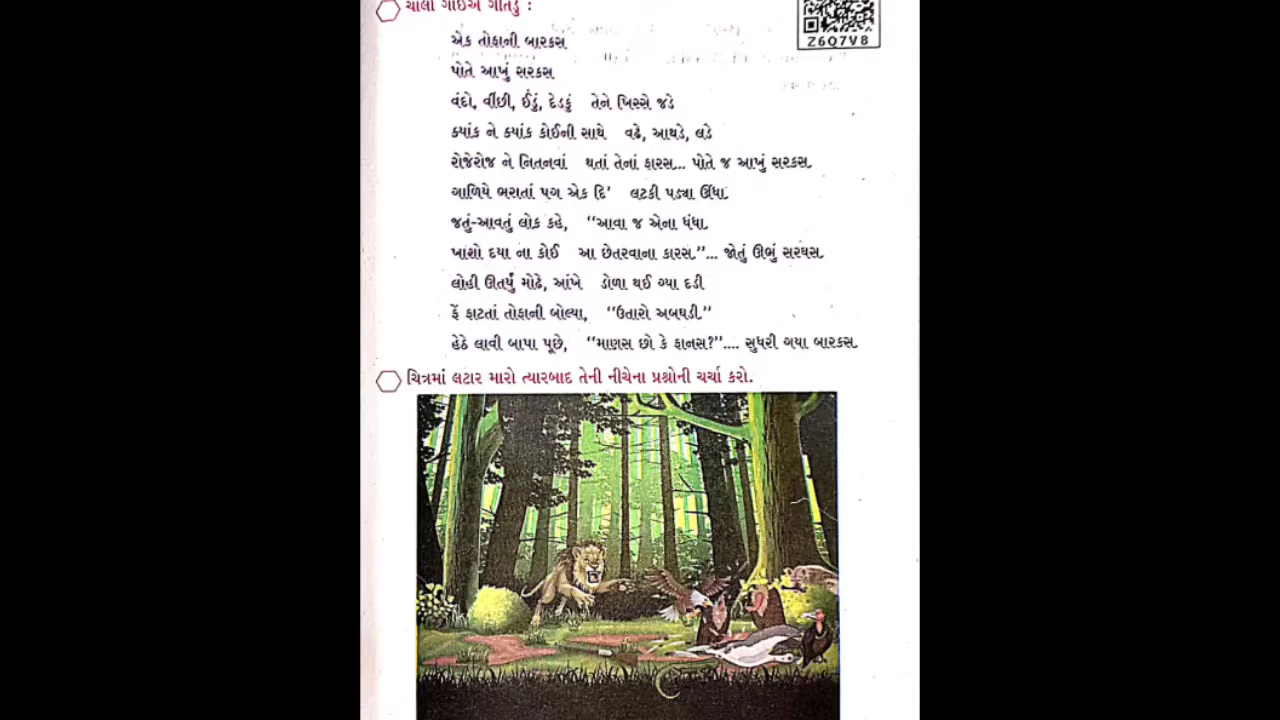 ચાલો ગાઈએ ગીતડું :
Z6Q7V8
એક તોફાની બારકસ
પોતે આખું સરકસ
વંદો, વીંછી, ઈંડું, દેડકું તેને ખિસ્સે જડે
ક્યાંક ને ક્યાંક કોઈની સાથે વઢે, આથડે, લડે
રોજેરોજ ને નિતનવાં થતાં તેનાં ફારસ... પોતે જ આખું સરકસ.
ગાળિયે ભરાતાં પગ એક દિ' લટકી પડ્યા ઊંધા.
જતું-આવતું લોક કહે, “આવા જ એના ધંધા.
ખાશો દયા ના કોઈ આ છેતરવાના કારસ.”... જોતું ઊભું સરઘસ.
લોહી ઊતર્યું મોઢે, આંખે ડોળા થઈ ગ્યા દડી
ફેં ફાટતાં તોફાની બોલ્યા, “ઉતારો અબઘડી.”
હેઠે લાવી બાપા પૂછે, “માણસ છો કે ફાનસ?”.... સુધરી ગયા બારકસ.
ચિત્રમાં લટાર મારો ત્યારબાદ તેની નીચેના પ્રશ્નોની ચર્ચા કરો.